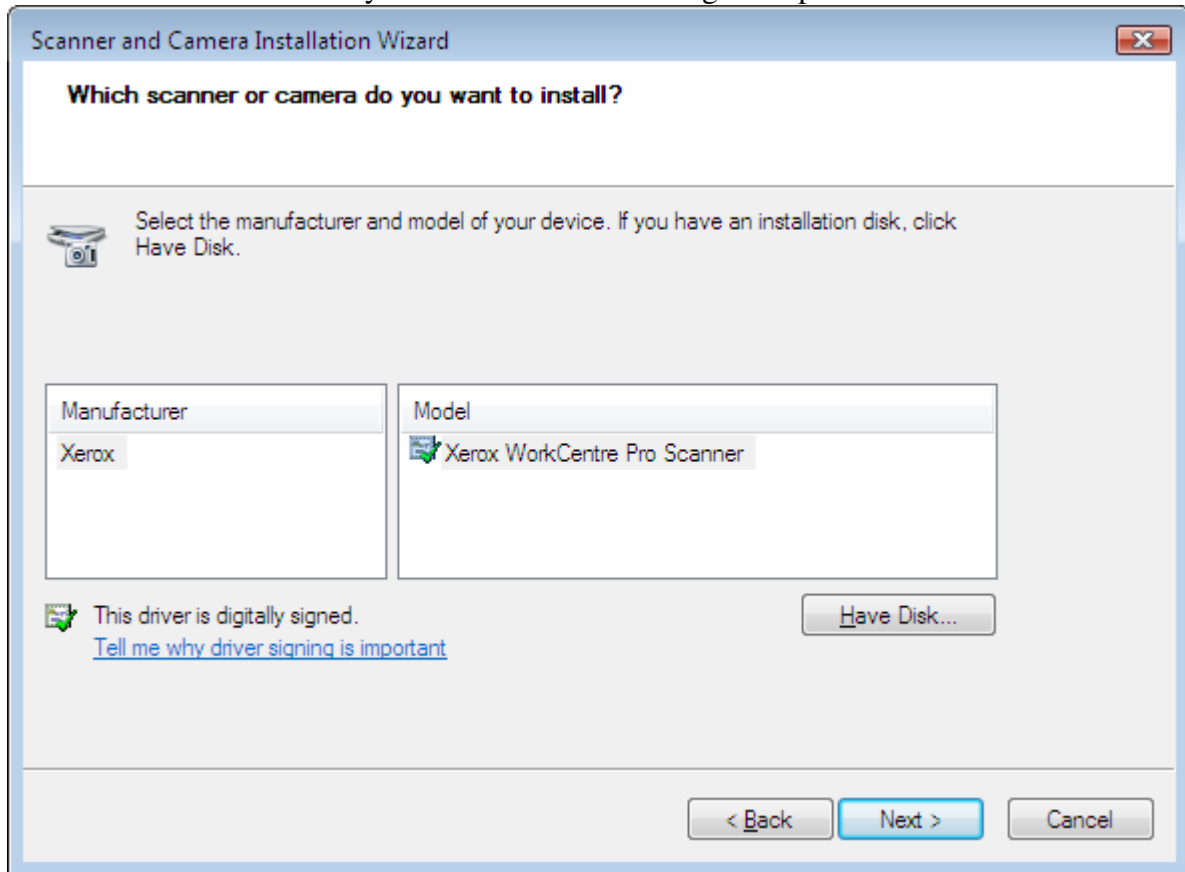 Scanner and Camera Installation Wizard
Which scanner or camera do you want to install?
Select the manufacturer and model of your device. If you have an installation disk, click
Have Disk.
Manufacturer
Model
Xerox
Xerox WorkCentre Pro Scanner
This driver is digitally signed.
Have Disk...
Tell me why driver signing is important
< Back
Next >
Cancel